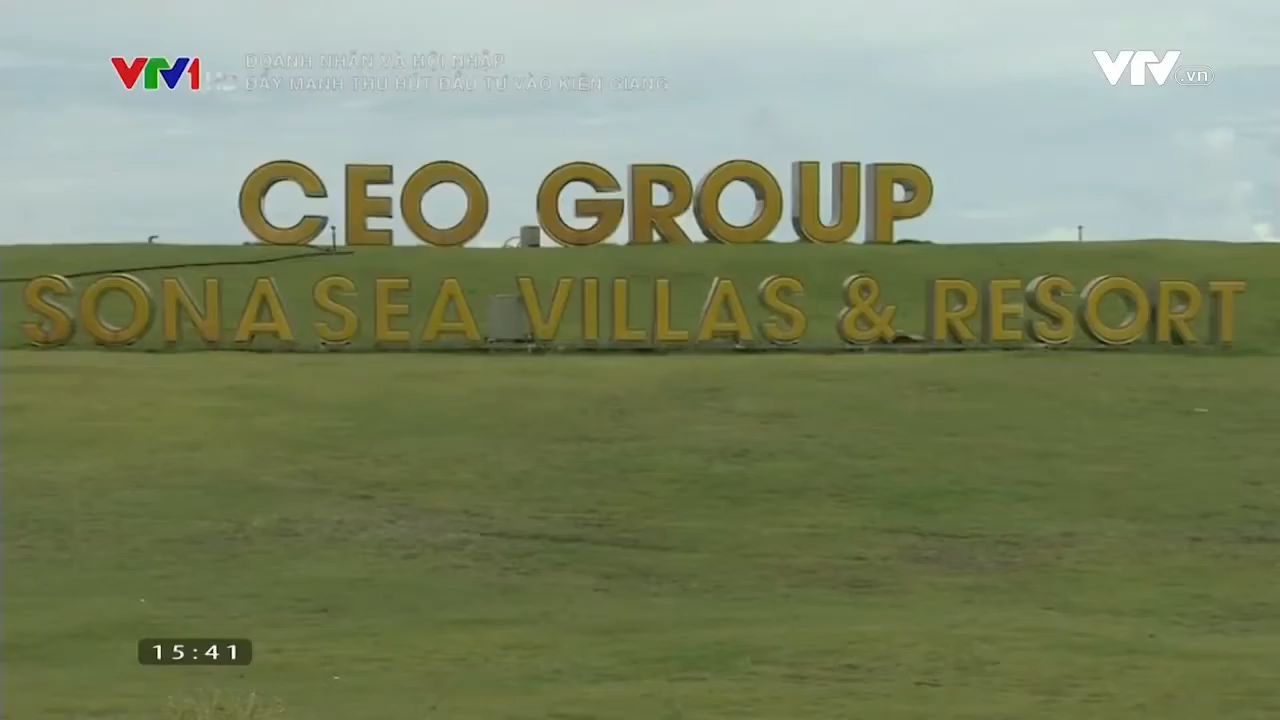 VTV1 HD
DOANH NHÂN VÀ HỘI NHẬP
ĐẨY MẠNH THU HÚT ĐẦU TƯ VÀO KIÊN GIANG
VTV.vn
CEO GROUP
SONASEA VILLAS & RESORT
15:41